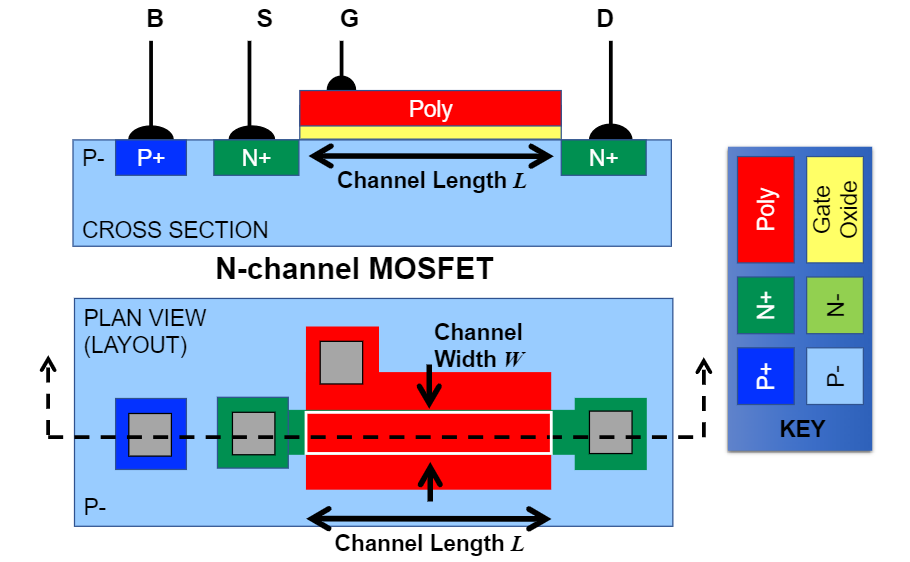 B
S
G
D
Poly
P-
P+
N+
N+
Channel Length L
CROSS SECTION
N-channel MOSFET
PLAN VIEW
(LAYOUT)
Channel
Width W
P-
Channel Length L
Poly
Gate
Oxide
N+
N-
P+
P-
KEY